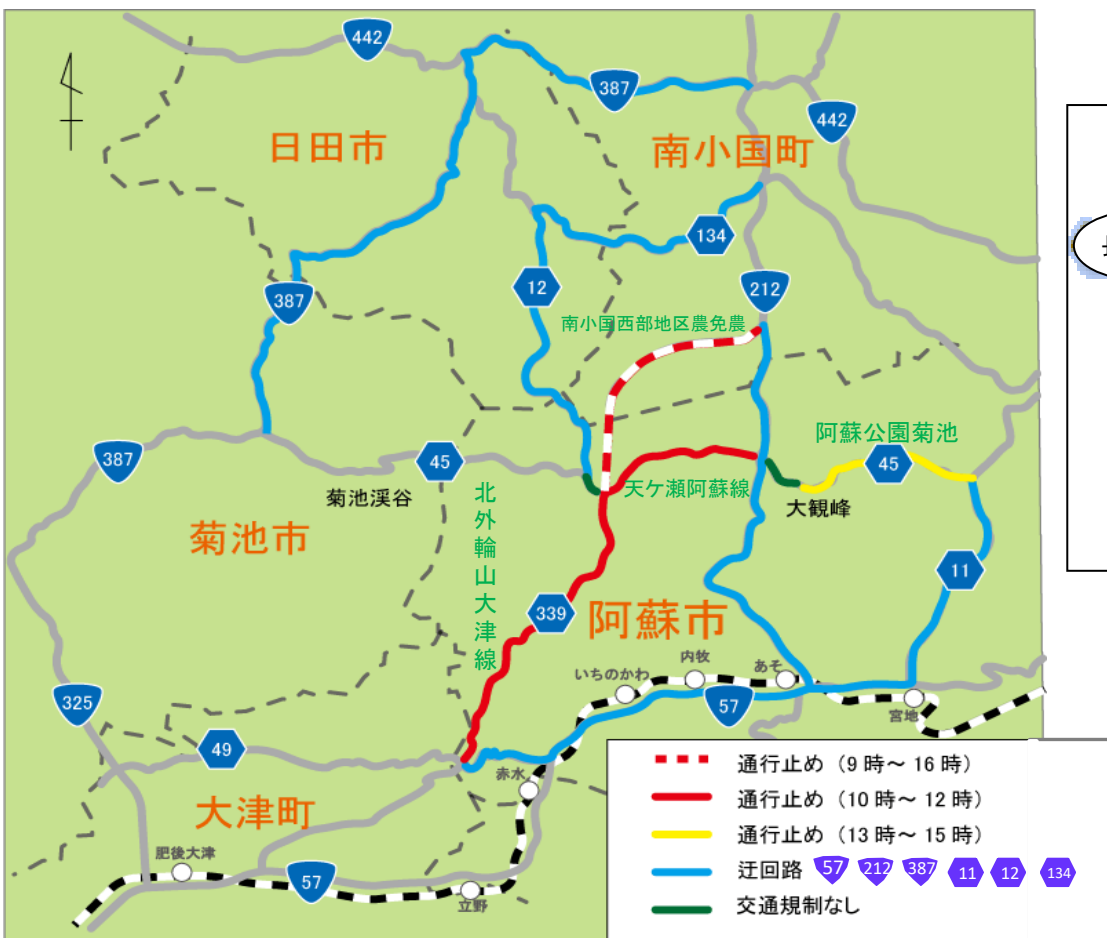 442
387
442
日田市
南小国町
134
12
212
387
南小国西部地区農免農
阿蘇公園菊池
387
45
45
菊池渓谷
天ケ瀬阿蘇線
大観峰
北外輪山大津線
菊池市
11
339
阿蘇市
内牧
あそ
いちのかわ
325
57
宮地
49
赤水
大津町
肥後大津
57
立野
通行止め (9時～16時)
通行止め (10時～12時)
通行止め (13時～15時)
迂回路 57 212 387 11 12 134
交通規制なし